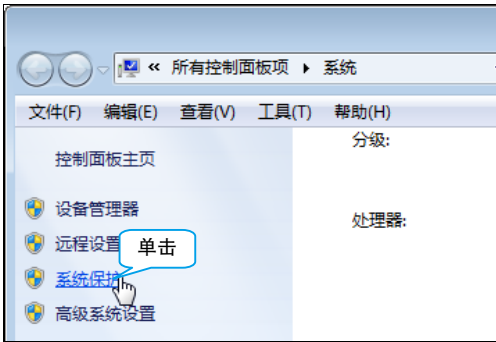 « 所有控制面板项 ▸ 系统
文件(F) 编辑(E) 查看(V) 工具(T) 帮助(H)
控制面板主页
分级:
设备管理器
处理器:
远程设置
单击
系统保护
高级系统设置